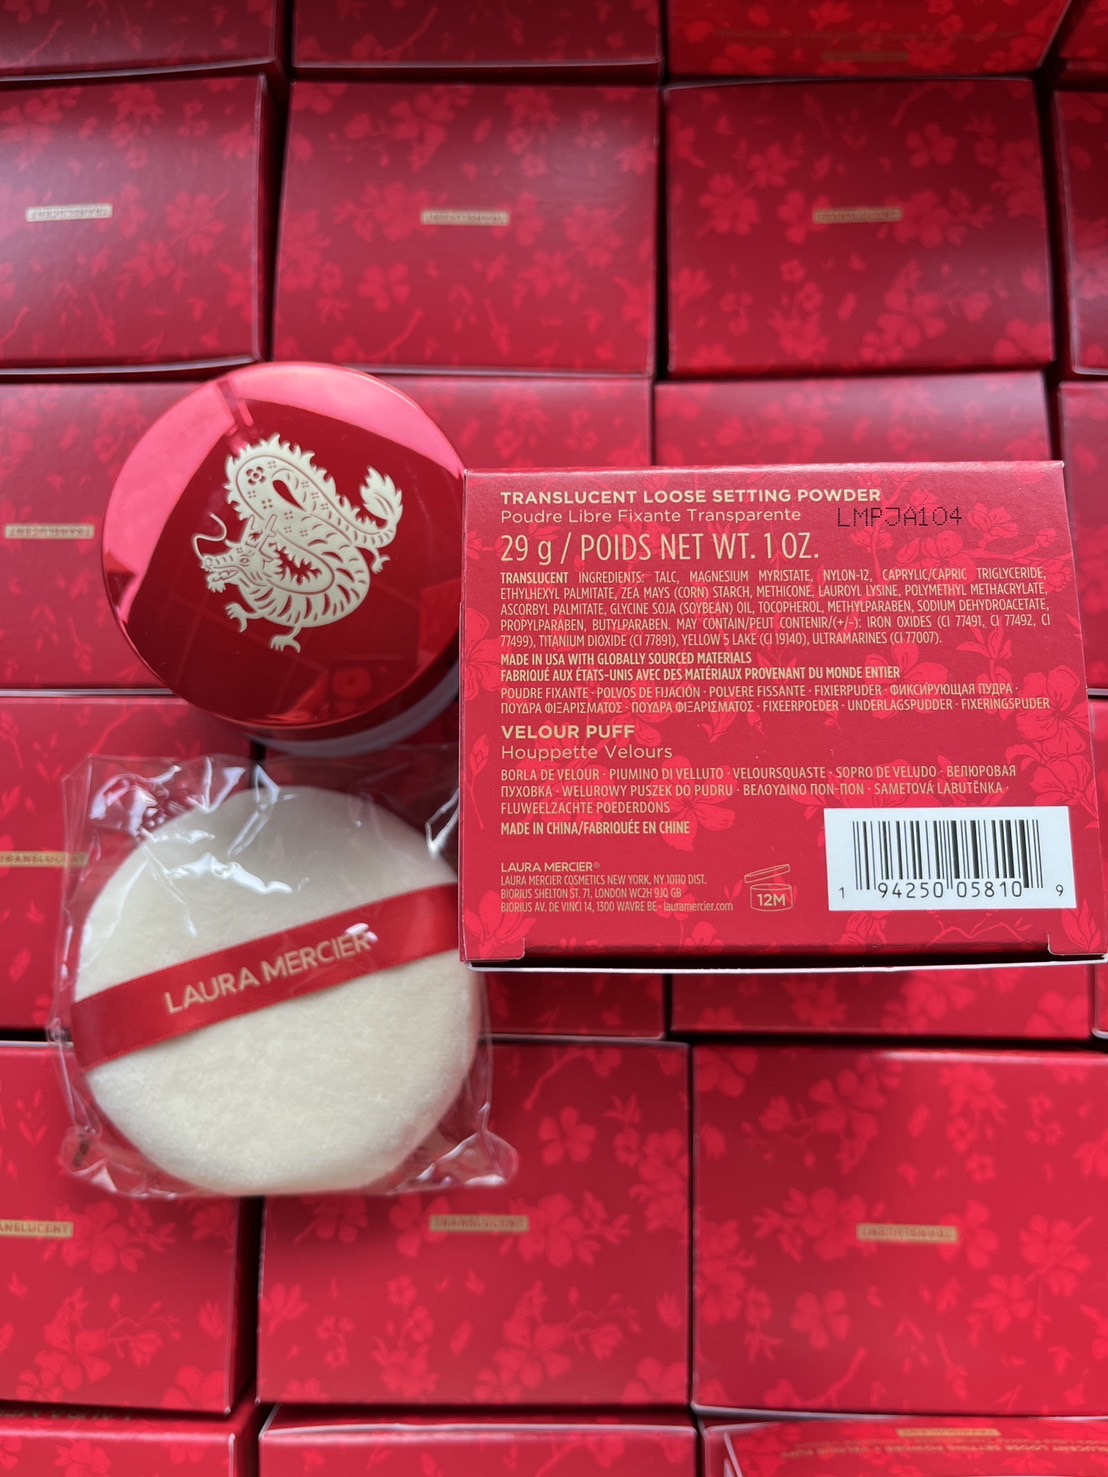 TRANSLUCENT
TRANSLUCENT
TRANSLUCENT LOOSE SETTING POWDER
Poudre Libre Fixante Transparente LMPJA104
29 g / POIDS NET WT. 1 OZ.
TRANSLUCENT INGREDIENTS: TALC, MAGNESIUM MYRISTATE, NYLON-12, CAPRYLIC/CAPRIC TRIGLYCERIDE,
ETHYLHEXYL PALMITATE, ZEA MAYS (CORN) STARCH, METHICONE, LAUROYL LYSINE, POLYMETHYL METHACRYLATE,
ASCORBYL PALMITATE, GLYCINE SOJA (SOYBEAN) OIL, TOCOPHEROL, METHYLPARABEN, SODIUM DEHYDROACETATE,
PROPYLPARABEN, BUTYLPARABEN. MAY CONTAIN/PEUT CONTENIR/(+/-): IRON OXIDES (CI 77491, CI 77492, CI
77499), TITANIUM DIOXIDE (CI 77891), YELLOW 5 LAKE (CI 19140), ULTRAMARINES (CI 77007).
MADE IN USA WITH GLOBALLY SOURCED MATERIALS
FABRIQUÉ AUX ÉTATS-UNIS AVEC DES MATÉRIAUX PROVENANT DU MONDE ENTIER
POUDRE FIXANTE · POLVOS DE FIJACIÓN · POLVERE FISSANTE · FIXIERPUDER · ФИКСИРУЮЩАЯ ПУДРА ·
ΠΟΥΔΡΑ ΦΙΞΑΡΙΣΜΑΤΟΣ · ΠΟΥΔΡΑ ΦΙΞΑΡΙΣΜΑΤΟΣ · FIXEERPOEDER · UNDERLAGSPUDDER · FIXERINGSPUDER
VELOUR PUFF
Houppette Velours
BORLA DE VELOUR · PIUMINO DI VELLUTO · VELOURSQUASTE · SOPRO DE VELUDO · ВЕЛЮРОВАЯ
ПУХОВКА · WELUROWY PUSZEK DO PUDRU · ΒΕΛΟΥΔΙΝΟ ΠΟΝ-ΠΟΝ · SAMETOVÁ LABUTĚNKA ·
FLUWEELZACHTE POEDERDONS
MADE IN CHINA/FABRIQUÉE EN CHINE
LAURA MERCIER®
LAURA MERCIER COSMETICS NEW YORK, NY 10110 DIST.
BIORIUS SHELTON ST. 71, LONDON WC2H 9JQ GB
BIORIUS AV. DE VINCI 14, 1300 WAVRE BE · lauramercier.com
12M
1 94250 05810 9
LAURA MERCIER
TRANSLUCENT
TRANSLUCENT